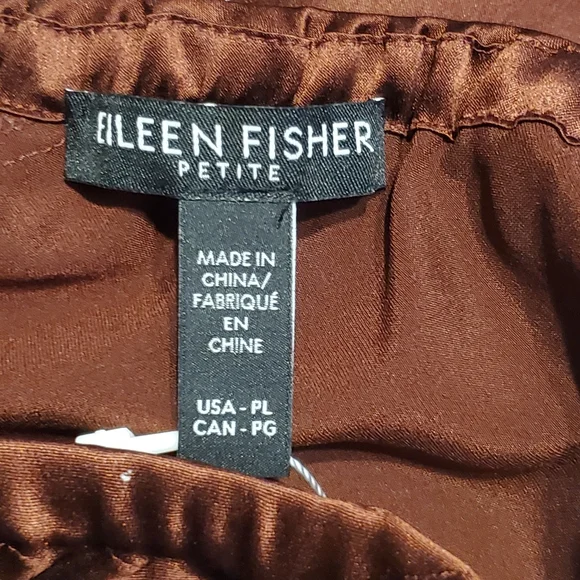 EILEEN FISHER
PETITE
MADE IN
CHINA/
FABRIQUÉ
EN
CHINE
USA - PL
CAN - PG